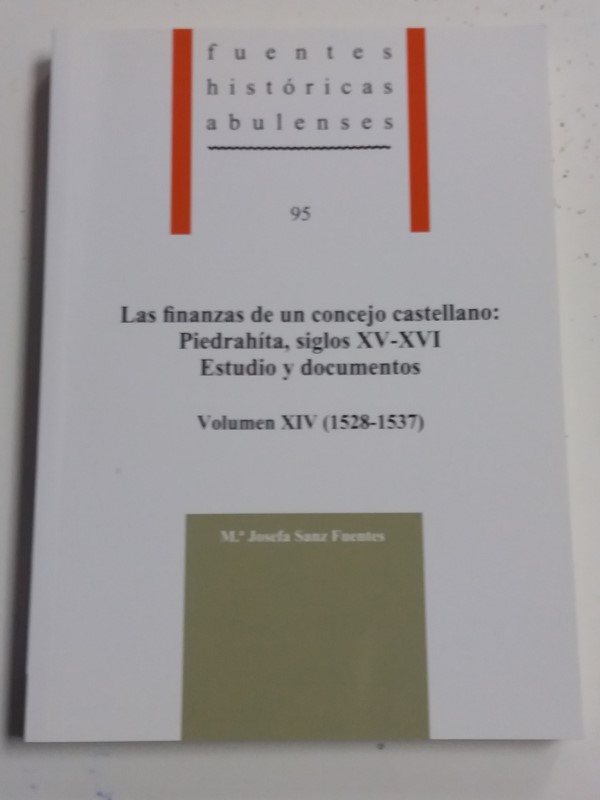 fuentes
históricas
abulenses
95
Las finanzas de un concejo castellano:
Piedrahíta, siglos XV-XVI
Estudio y documentos
Volumen XIV (1528-1537)
M.ª Josefa Sanz Fuentes